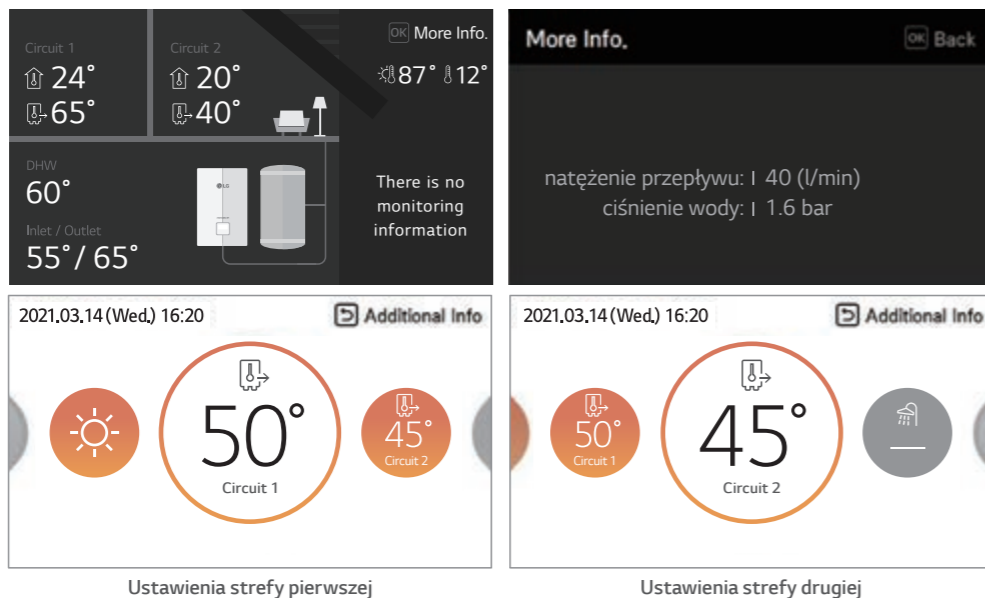 OK More Info.
Circuit 1
Circuit 2
24°
20°
87° 12°
65°
40°
DHW
60°
LG
There is no
monitoring
information
Inlet / Outlet
55°/ 65°
More Info.
OK Back
natężenie przepływu: I 40 (l/min)
ciśnienie wody: I 1.6 bar
2021.03.14 (Wed.) 16:20
Additional Info
50°
Circuit 1
45°
Circuit 2
Ustawienia strefy pierwszej
2021.03.14 (Wed.) 16:20
Additional Info
50°
Circuit 1
45°
Circuit 2
Ustawienia strefy drugiej